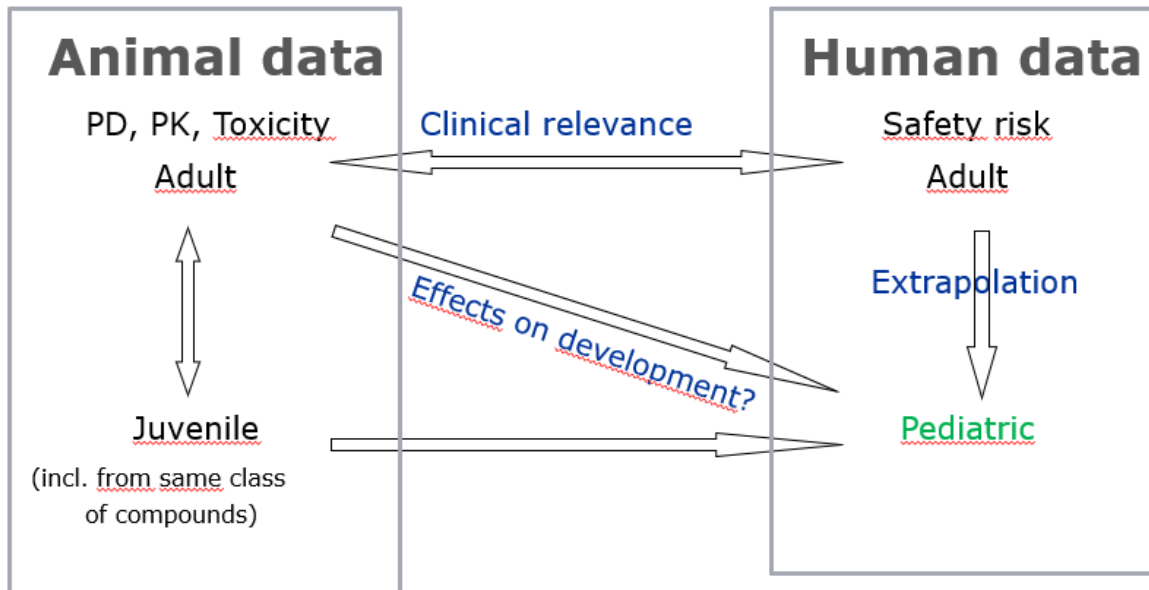 Animal data
PD, PK, Toxicity
Adult
Juvenile
(incl. from same class
of compounds)
Clinical relevance
Effects on development?
Human data
Safety risk
Adult
Extrapolation
Pediatric